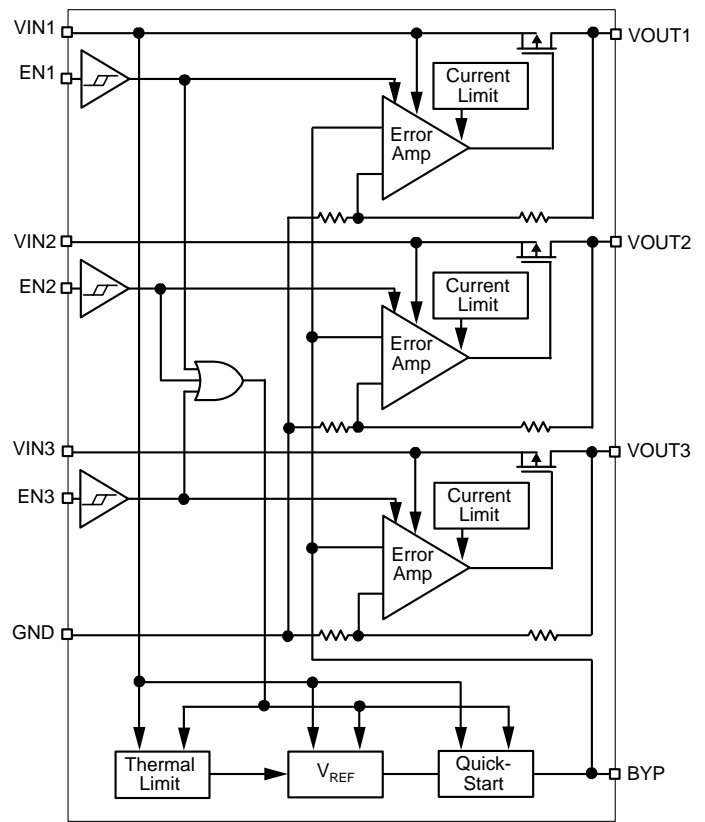 VIN1
VOUT1
EN1
Current
Limit
Error
Amp
VIN2
VOUT2
EN2
Current
Limit
Error
Amp
VIN3
VOUT3
EN3
Current
Limit
Error
Amp
GND
Thermal
Limit
VREF
Quick-
Start
BYP